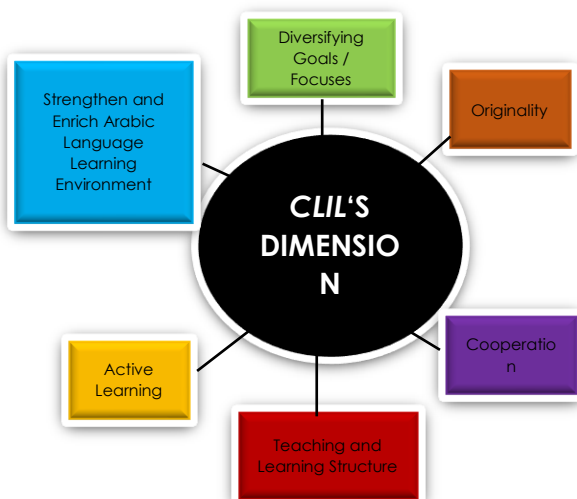 Diversifying
Goals /
Focuses
Strengthen and
Enrich Arabic
Language
Learning
Environment
Originality
CLIL‘S
DIMENSIO
N
Cooperatio
n
Active
Learning
Teaching and
Learning Structure